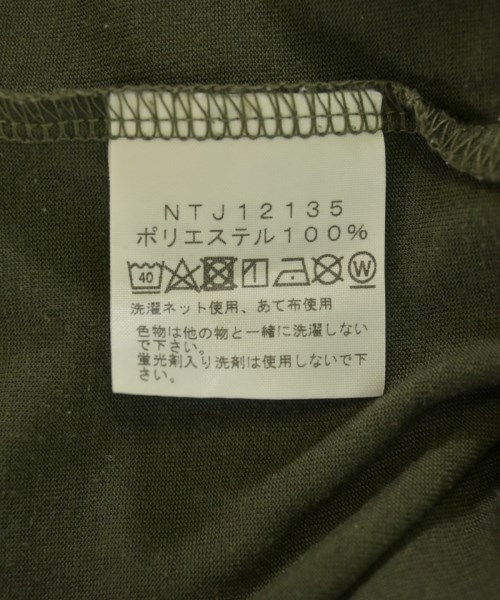 NTJ12135
ポリエステル100%
40 W
洗濯ネット使用、あて布使用
色物は他の物と一緒に洗濯しない
で下さい。
蛍光剤入り洗剤は使用しないで下
さい。